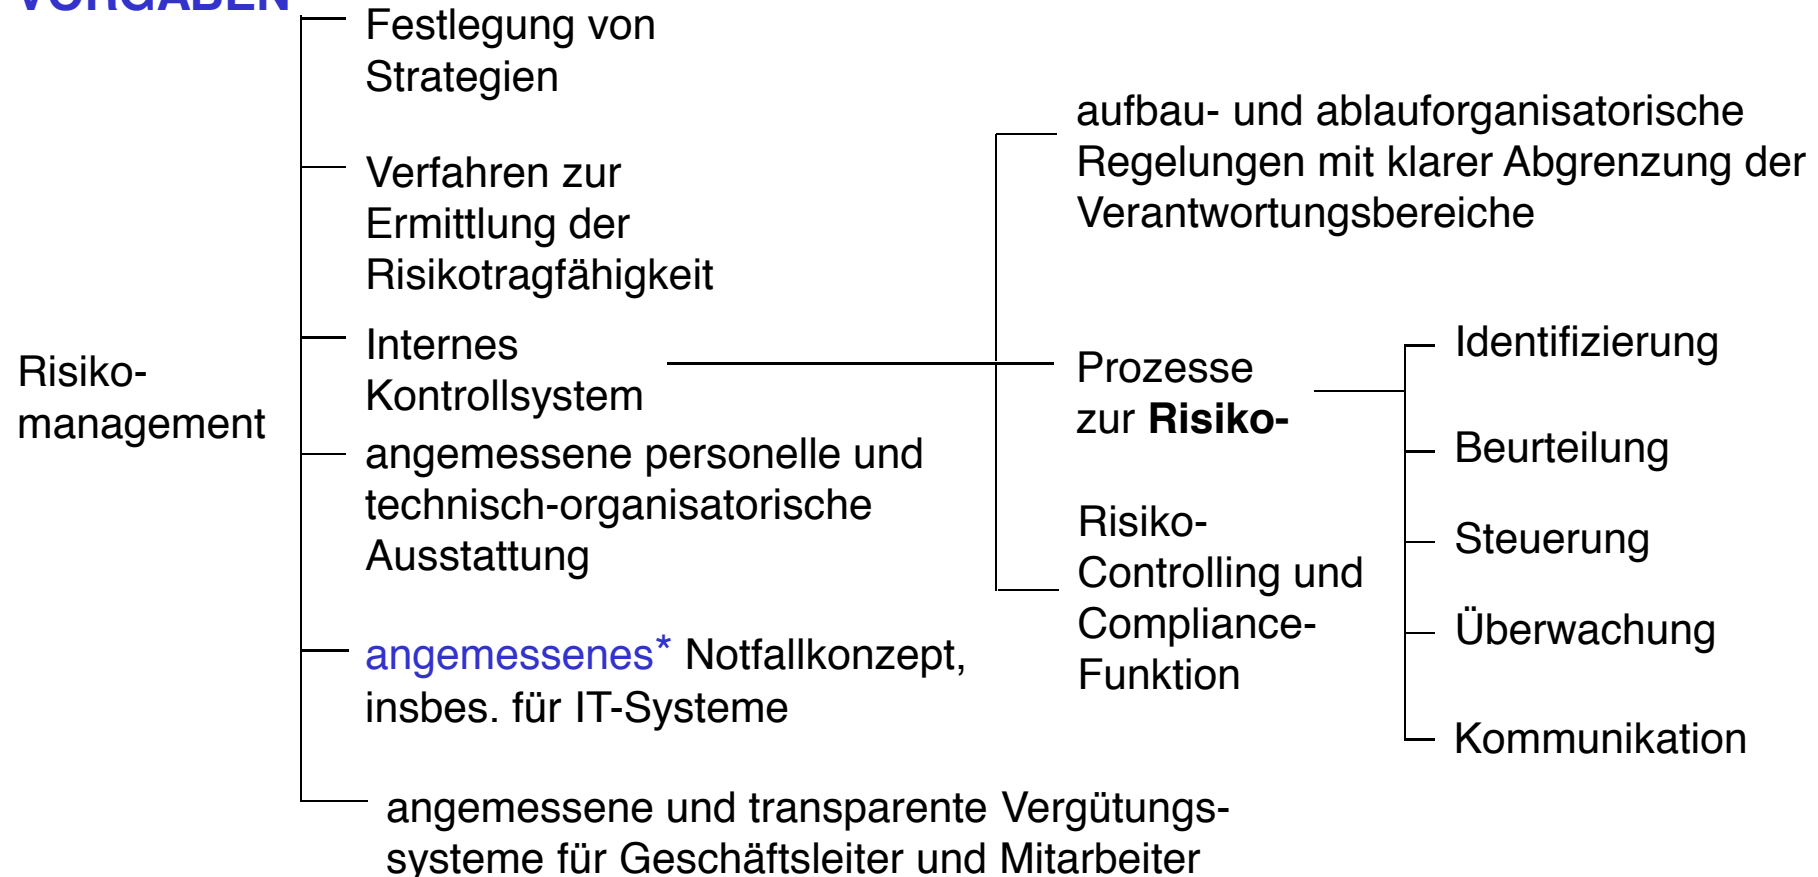 VORGABEN
Festlegung von
Strategien
Verfahren zur
Ermittlung der
Risikotragfähigkeit
Risiko-
management
Internes
Kontrollsystem
angemessene personelle und
technisch-organisatorische
Ausstattung
angemessenes* Notfallkonzept,
insbes. für IT-Systeme
angemessene und transparente Vergütungs-
systeme für Geschäftsleiter und Mitarbeiter
aufbau- und ablauforganisatorische
Regelungen mit klarer Abgrenzung der
Verantwortungsbereiche
Prozesse
zur Risiko-
Risiko-
Controlling und
Compliance-
Funktion
Identifizierung
Beurteilung
Steuerung
Überwachung
Kommunikation